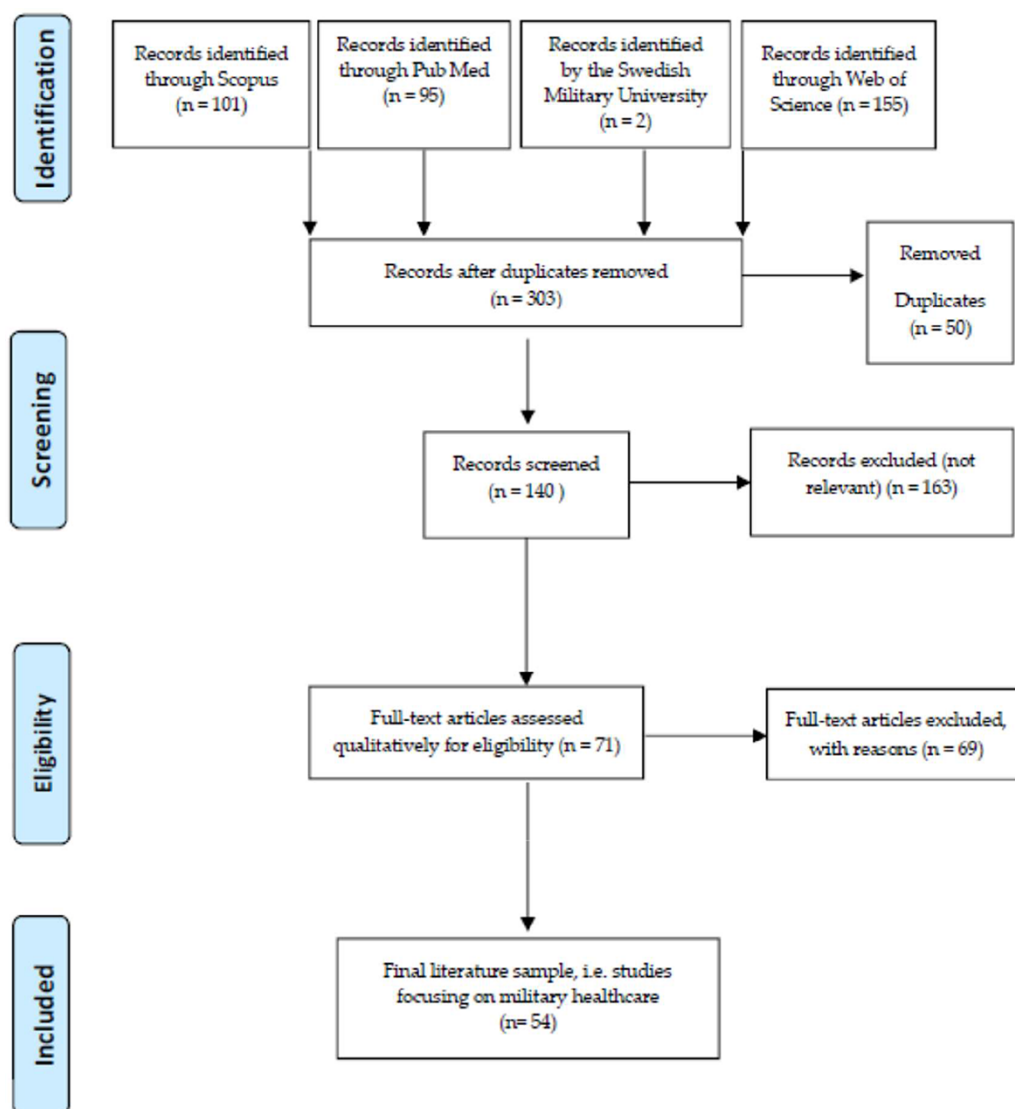 Identification
Records identified
through Scopus
(n = 101)
Records identified
through Pub Med
(n = 95)
Records identified
by the Swedish
Military University
(n = 2)
Records identified
through Web of
Science (n = 155)
Records after duplicates removed
(n = 303)
Removed
Duplicates
(n = 50)
Screening
Records screened
(n = 140 )
Records excluded (not
relevant) (n = 163)
Eligibility
Full-text articles assessed
qualitatively for eligibility (n = 71)
Full-text articles excluded,
with reasons (n = 69)
Included
Final literature sample, i.e. studies
focusing on military healthcare
(n= 54)